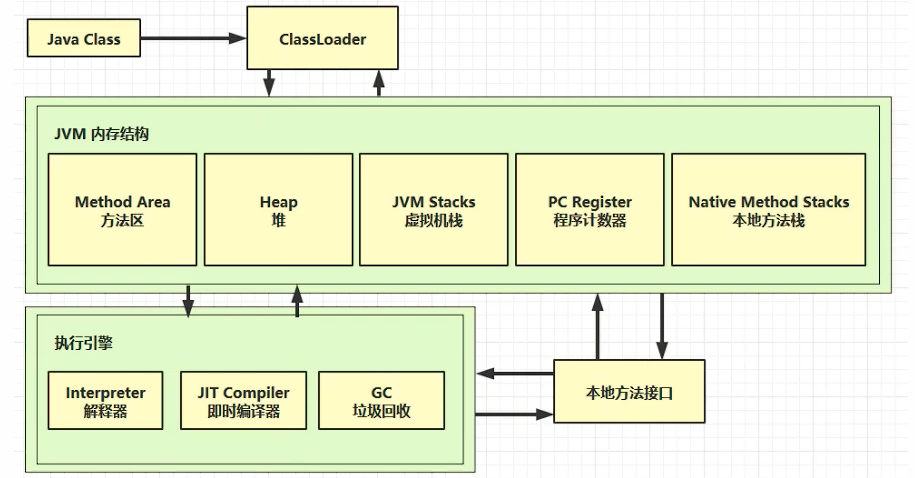 Java Class
ClassLoader
JVM 内存结构
Method Area
方法区
Heap
堆
JVM Stacks
虚拟机栈
PC Register
程序计数器
Native Method Stacks
本地方法栈
执行引擎
Interpreter
解释器
JIT Compiler
即时编译器
GC
垃圾回收
本地方法接口